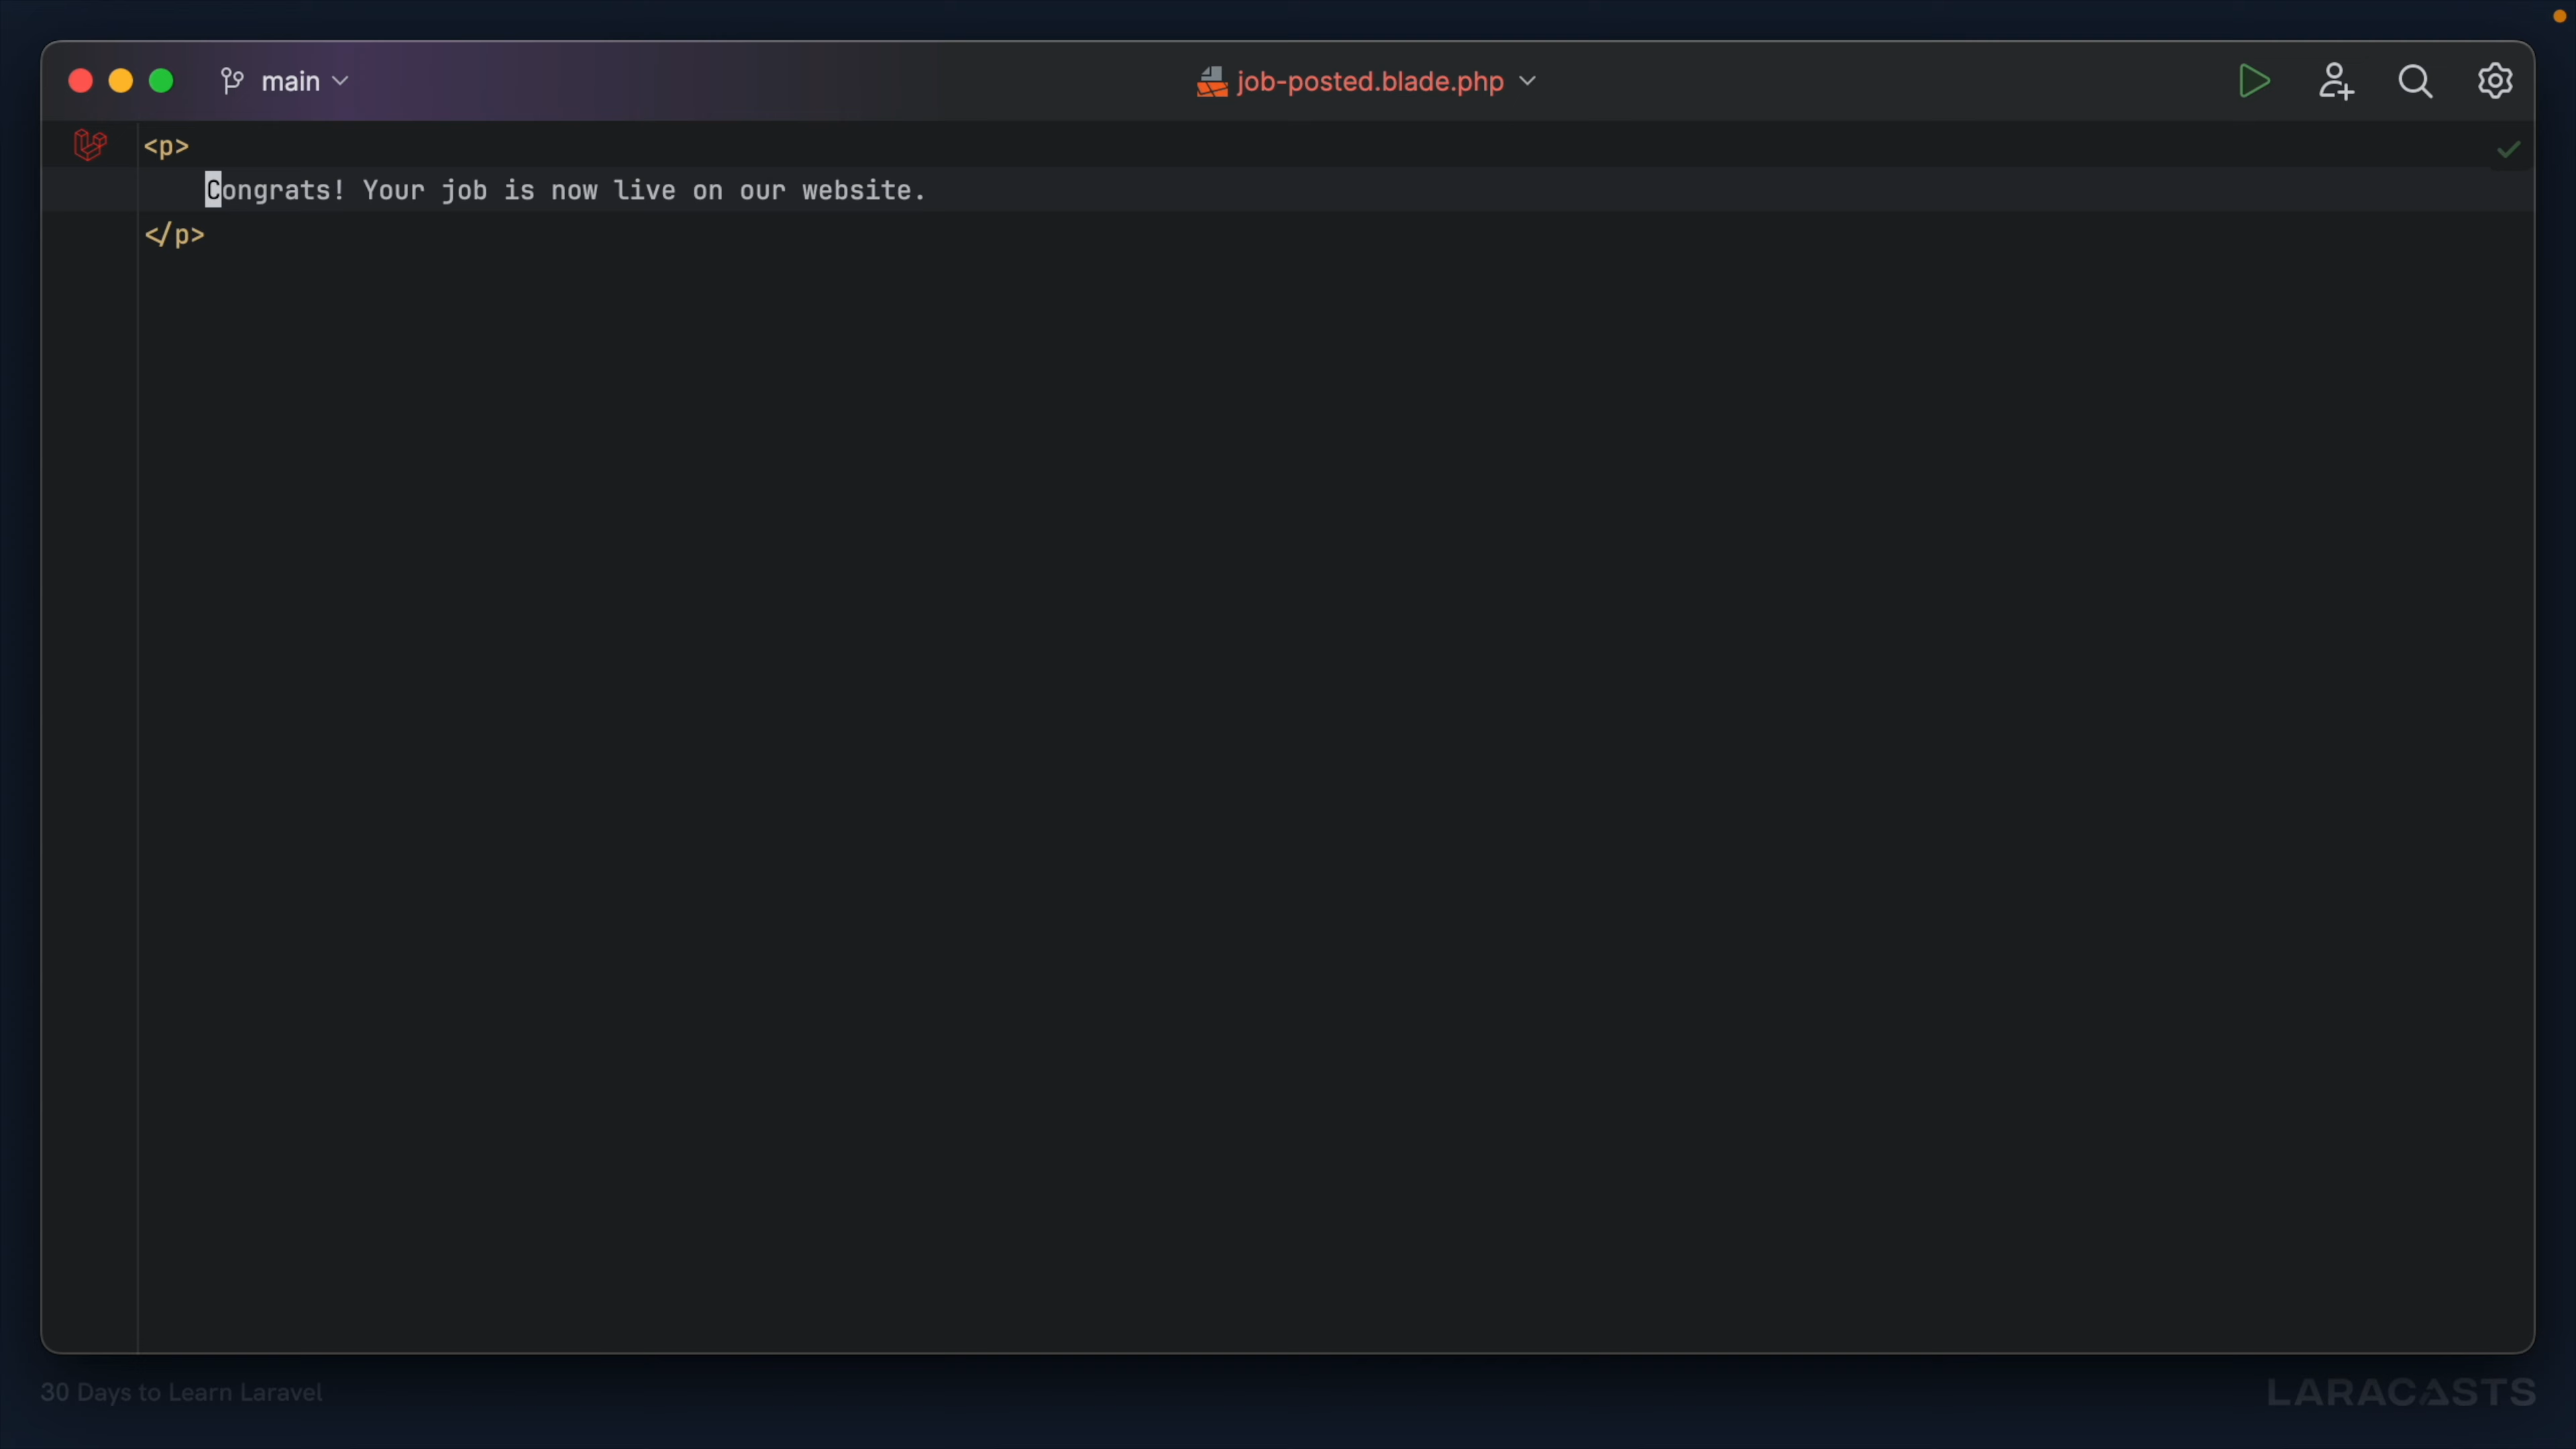 main
job-posted.blade.php
<p>
Congrats! Your job is now live on our website.
</p>
30 Days to Learn Laravel
LARACASTS